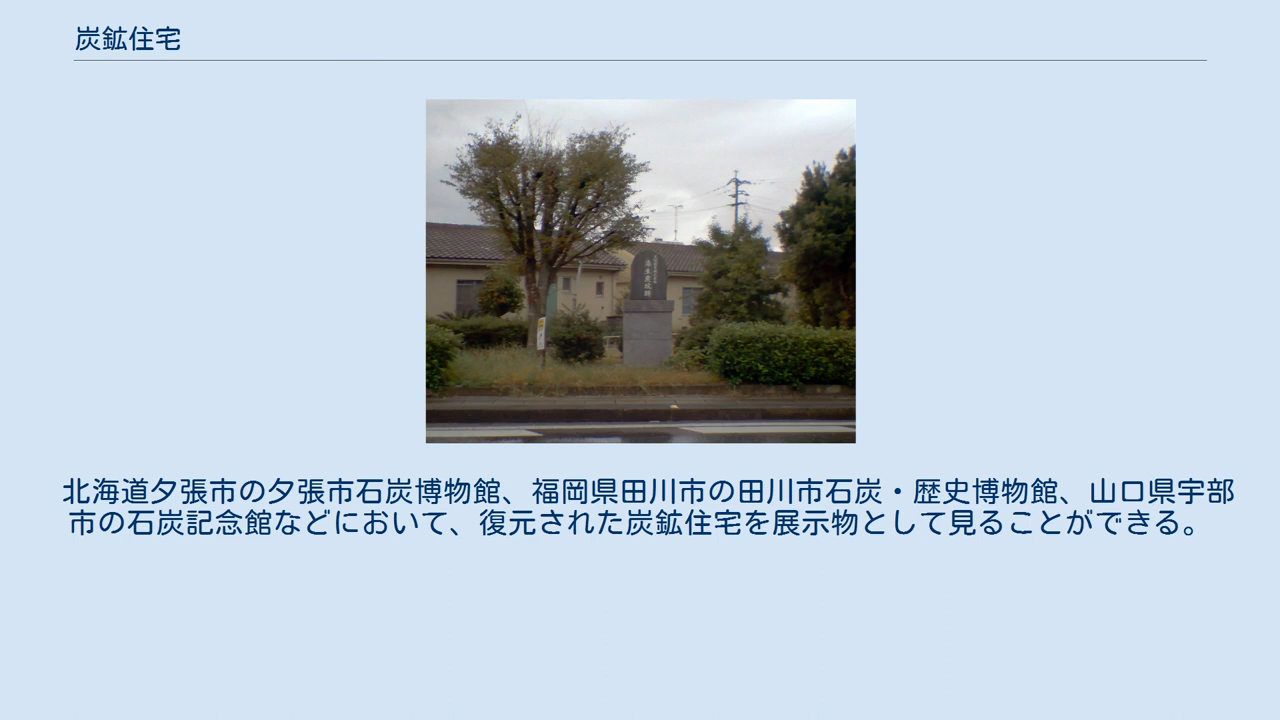 炭鉱住宅
北海道夕張市の夕張市石炭博物館、福岡県田川市の田川市石炭・歴史博物館、山口県宇部
市の石炭記念館などにおいて、復元された炭鉱住宅を展示物として見ることができる。